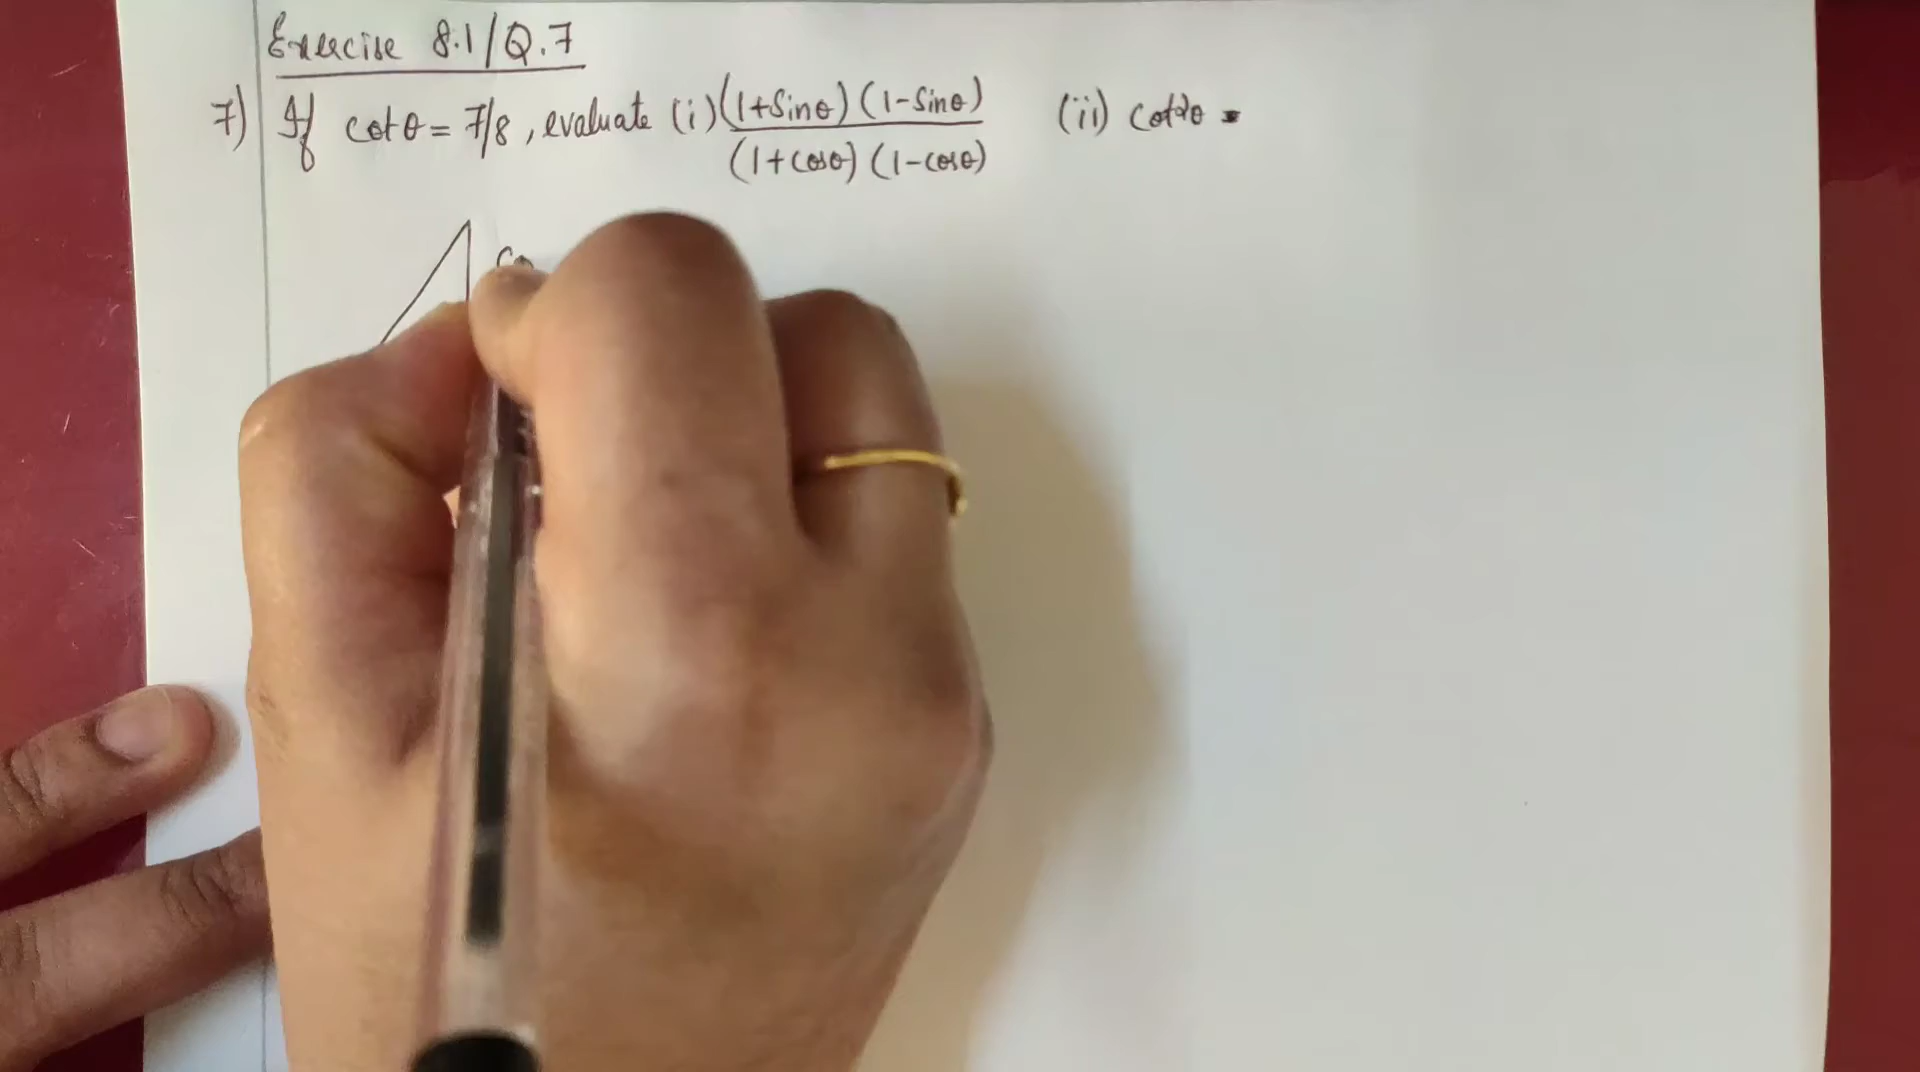 Exercise 8.1/Q.7
7) If cotθ = 7/8, evaluate (i) (1+Sinθ) (1-Sinθ) (ii) cot²θ
(1+cosθ) (1-cosθ)